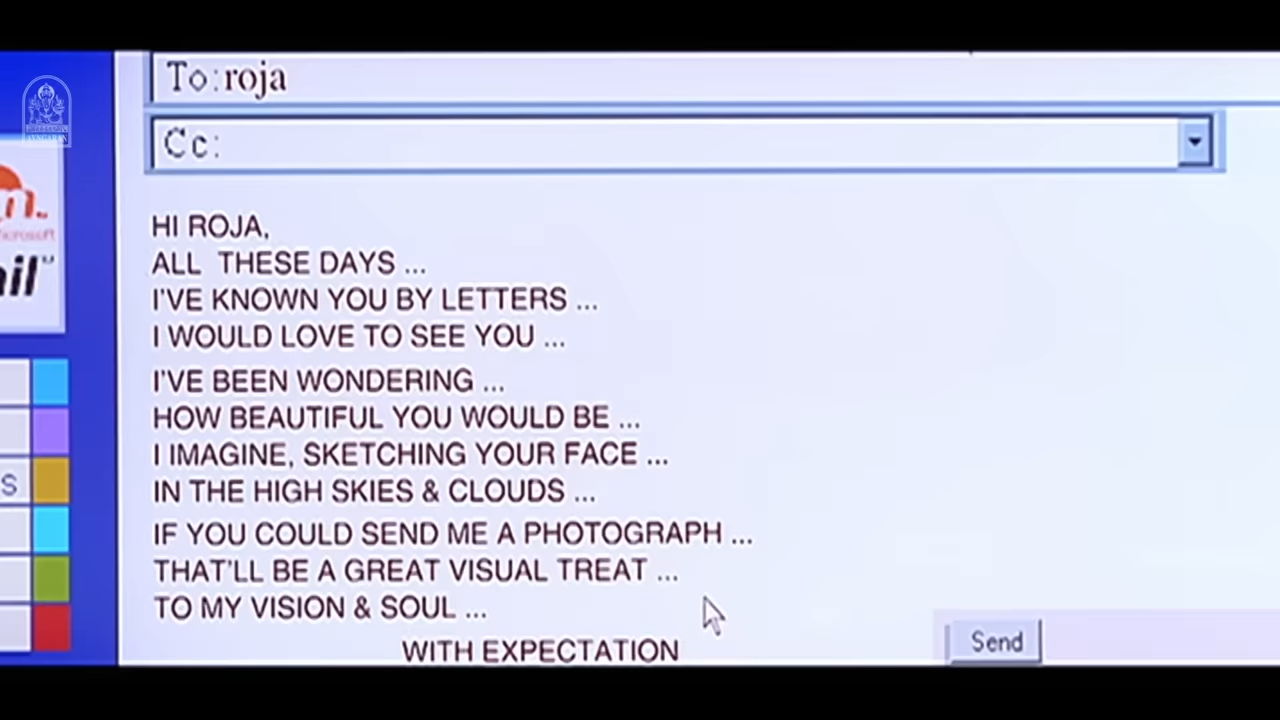 To:roja
Cc:
HI ROJA,
ALL THESE DAYS ...
I'VE KNOWN YOU BY LETTERS ...
I WOULD LOVE TO SEE YOU ...
I'VE BEEN WONDERING ...
HOW BEAUTIFUL YOU WOULD BE ...
I IMAGINE, SKETCHING YOUR FACE ...
IN THE HIGH SKIES & CLOUDS ...
IF YOU COULD SEND ME A PHOTOGRAPH ...
THAT'LL BE A GREAT VISUAL TREAT ...
TO MY VISION & SOUL ...
WITH EXPECTATION
Send
n.
icrosoft
ail
S